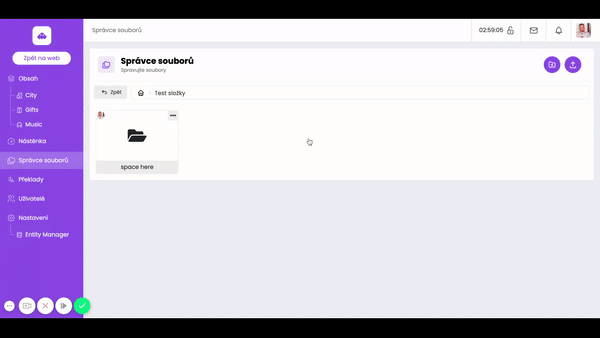 Zpět na web
Obsah
City
Gifts
Music
Nástěnka
Správce souborů
Překlady
Uživatelé
Nastavení
Entity Manager
Správce souborů
02:59:05
Správce souborů
Spravujte soubory
Zpět
Test složky
space here